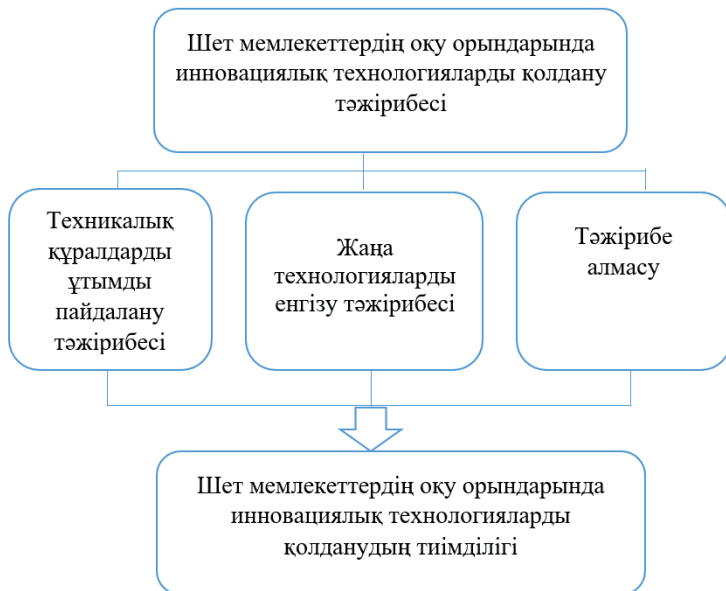 Шет мемлекеттердің оқу орындарында
инновациялық технологияларды қолдану
тәжірибесі
Техникалық
құралдарды
ұтымды
пайдалану
тәжірибесі
Жаңа
технологияларды
енгізу тәжірибесі
Тәжірибе
алмасу
Шет мемлекеттердің оқу орындарында
инновациялық технологияларды
қолданудың тиімділігі